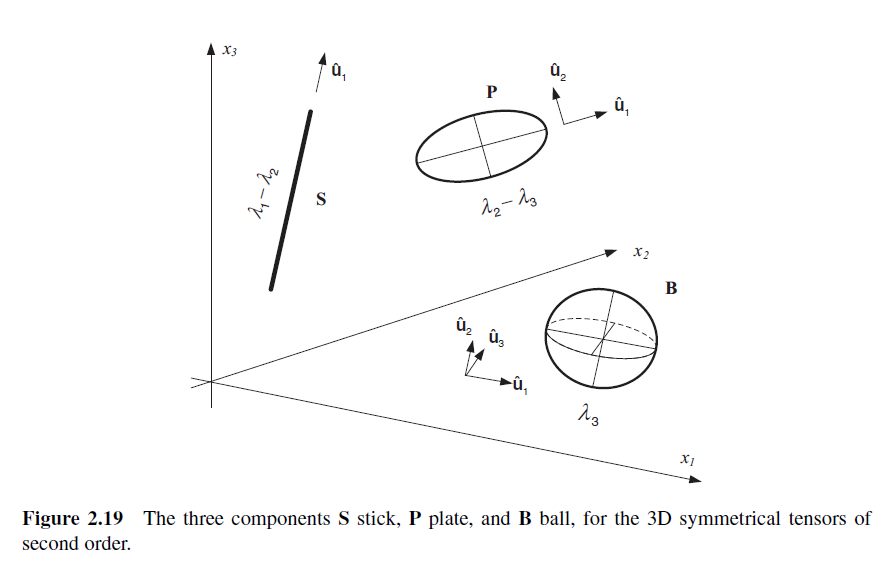 x3
û1
λ1 – λ2
S
P
û2
û1
λ2 – λ3
x2
B
û2
û3
û1
λ3
x1
Figure 2.19 The three components S stick, P plate, and B ball, for the 3D symmetrical tensors of
second order.